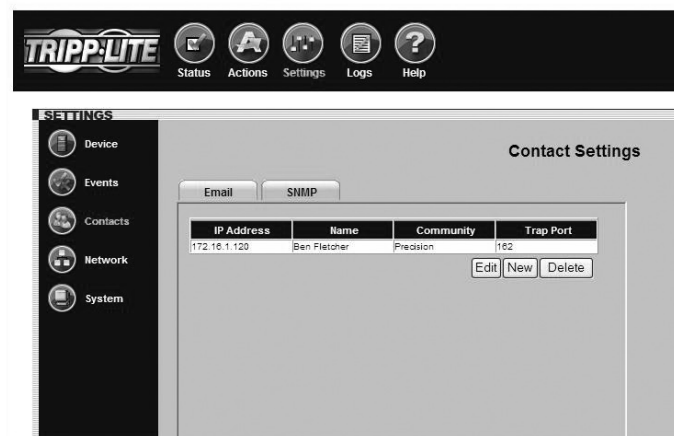 TRIPP·LITE
Status Actions Settings Logs Help
SETTINGS
Device
Events
Contacts
Network
System
Contact Settings
Email SNMP
IP Address Name Community Trap Port
172.16.1.120 Ben Fletcher Precision 162
Edit New Delete